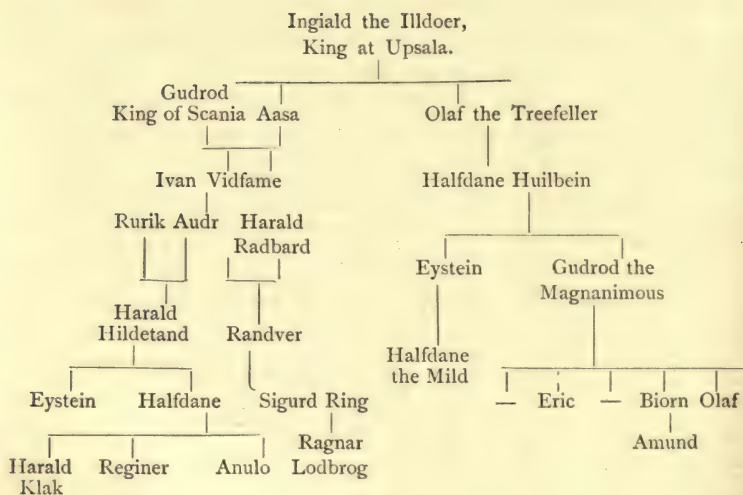 Ingiald the Illdoer,
King at Upsala.
Gudrod
King of Scania Aasa
Olaf the Treefeller
Ivan Vidfame
Halfdane Huilbein
Rurik Audr
Harald
Radbard
Eystein
Gudrod the
Magnanimous
Harald
Hildetand
Randver
Halfdane
the Mild
Eystein
Halfdane
Sigurd Ring
— Eric — Biorn Olaf
Harald
Klak
Reginer
Anulo
Ragnar
Lodbrog
Amund